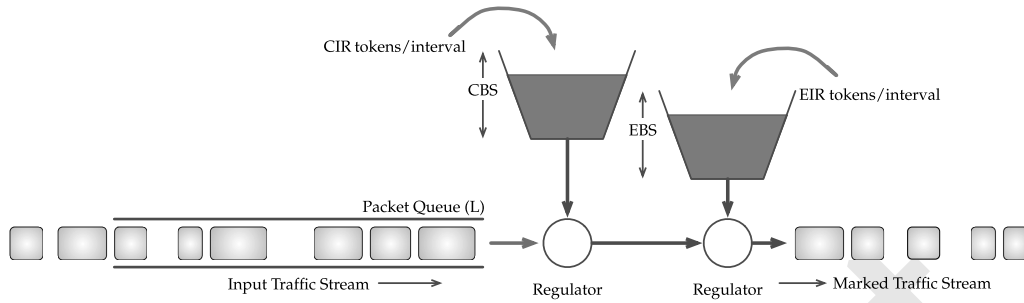 CIR tokens/interval
CBS
EIR tokens/interval
EBS
Packet Queue (L)
Input Traffic Stream
Regulator
Regulator
Marked Traffic Stream